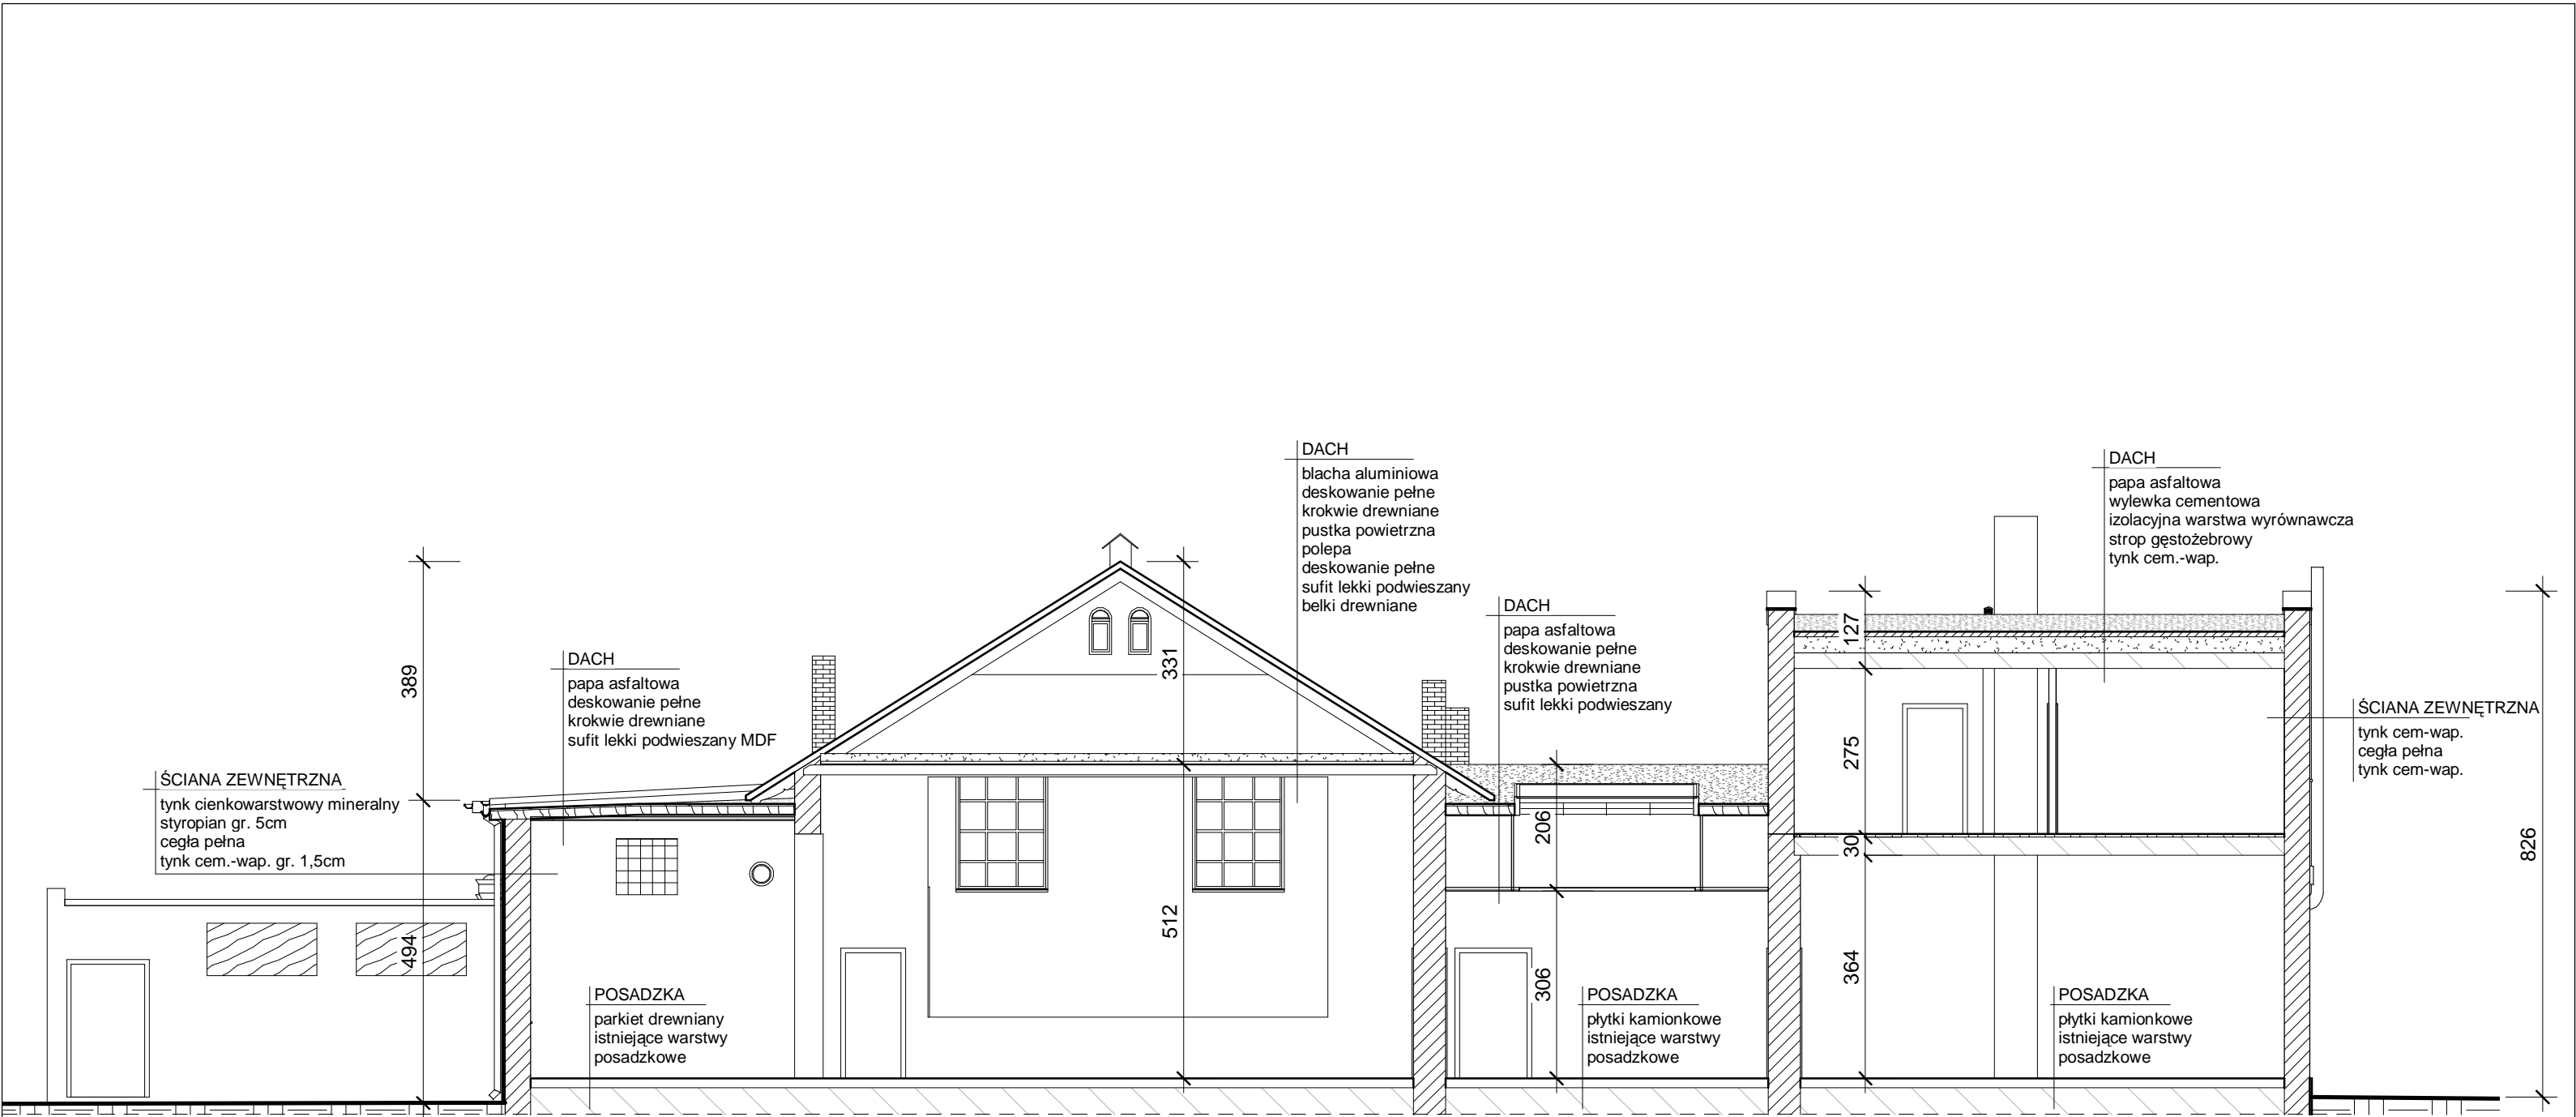 DACH
blacha aluminiowa
deskowanie pełne
krokwie drewniane
pustka powietrzna
polepa
deskowanie pełne
sufit lekki podwieszany
belki drewniane
DACH
papa asfaltowa
wylewka cementowa
izolacyjna warstwa wyrównawcza
strop gęstożebrowy
tynk cem.-wap.
DACH
papa asfaltowa
deskowanie pełne
krokwie drewniane
pustka powietrzna
sufit lekki podwieszany
DACH
papa asfaltowa
deskowanie pełne
krokwie drewniane
sufit lekki podwieszany MDF
ŚCIANA ZEWNĘTRZNA
tynk cienkowarstwowy mineralny
styropian gr. 5cm
cegła pełna
tynk cem.-wap. gr. 1,5cm
ŚCIANA ZEWNĘTRZNA
tynk cem-wap.
cegła pełna
tynk cem-wap.
389
494
331
512
206
306
127
275
30
364
826
POSADZKA
parkiet drewniany
istniejące warstwy
posadzkowe
POSADZKA
płytki kamionkowe
istniejące warstwy
posadzkowe
POSADZKA
płytki kamionkowe
istniejące warstwy
posadzkowe